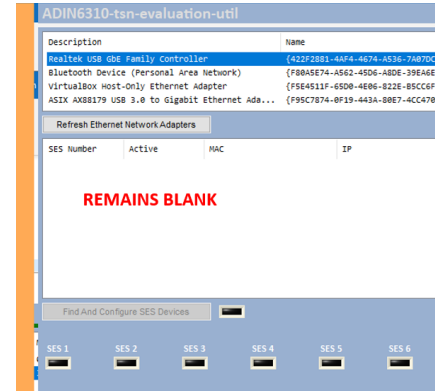 ADIN6310-tsn-evaluation-util
Description Name
Realtek USB GbE Family Controller {422F2881-4AF4-4674-A536-7A07DC
Bluetooth Device (Personal Area Network) {F80A5E74-A562-45D6-A8DE-39EA6E
VirtualBox Host-Only Ethernet Adapter {F5E4511F-65D0-4E06-822E-B5CC6F
ASIX AX88179 USB 3.0 to Gigabit Ethernet Ada... {F95C7874-0F19-443A-80E7-4CC470
Refresh Ethernet Network Adapters
SES Number Active MAC IP
REMAINS BLANK
Find And Configure SES Devices
SES 1 SES 2 SES 3 SES 4 SES 5 SES 6